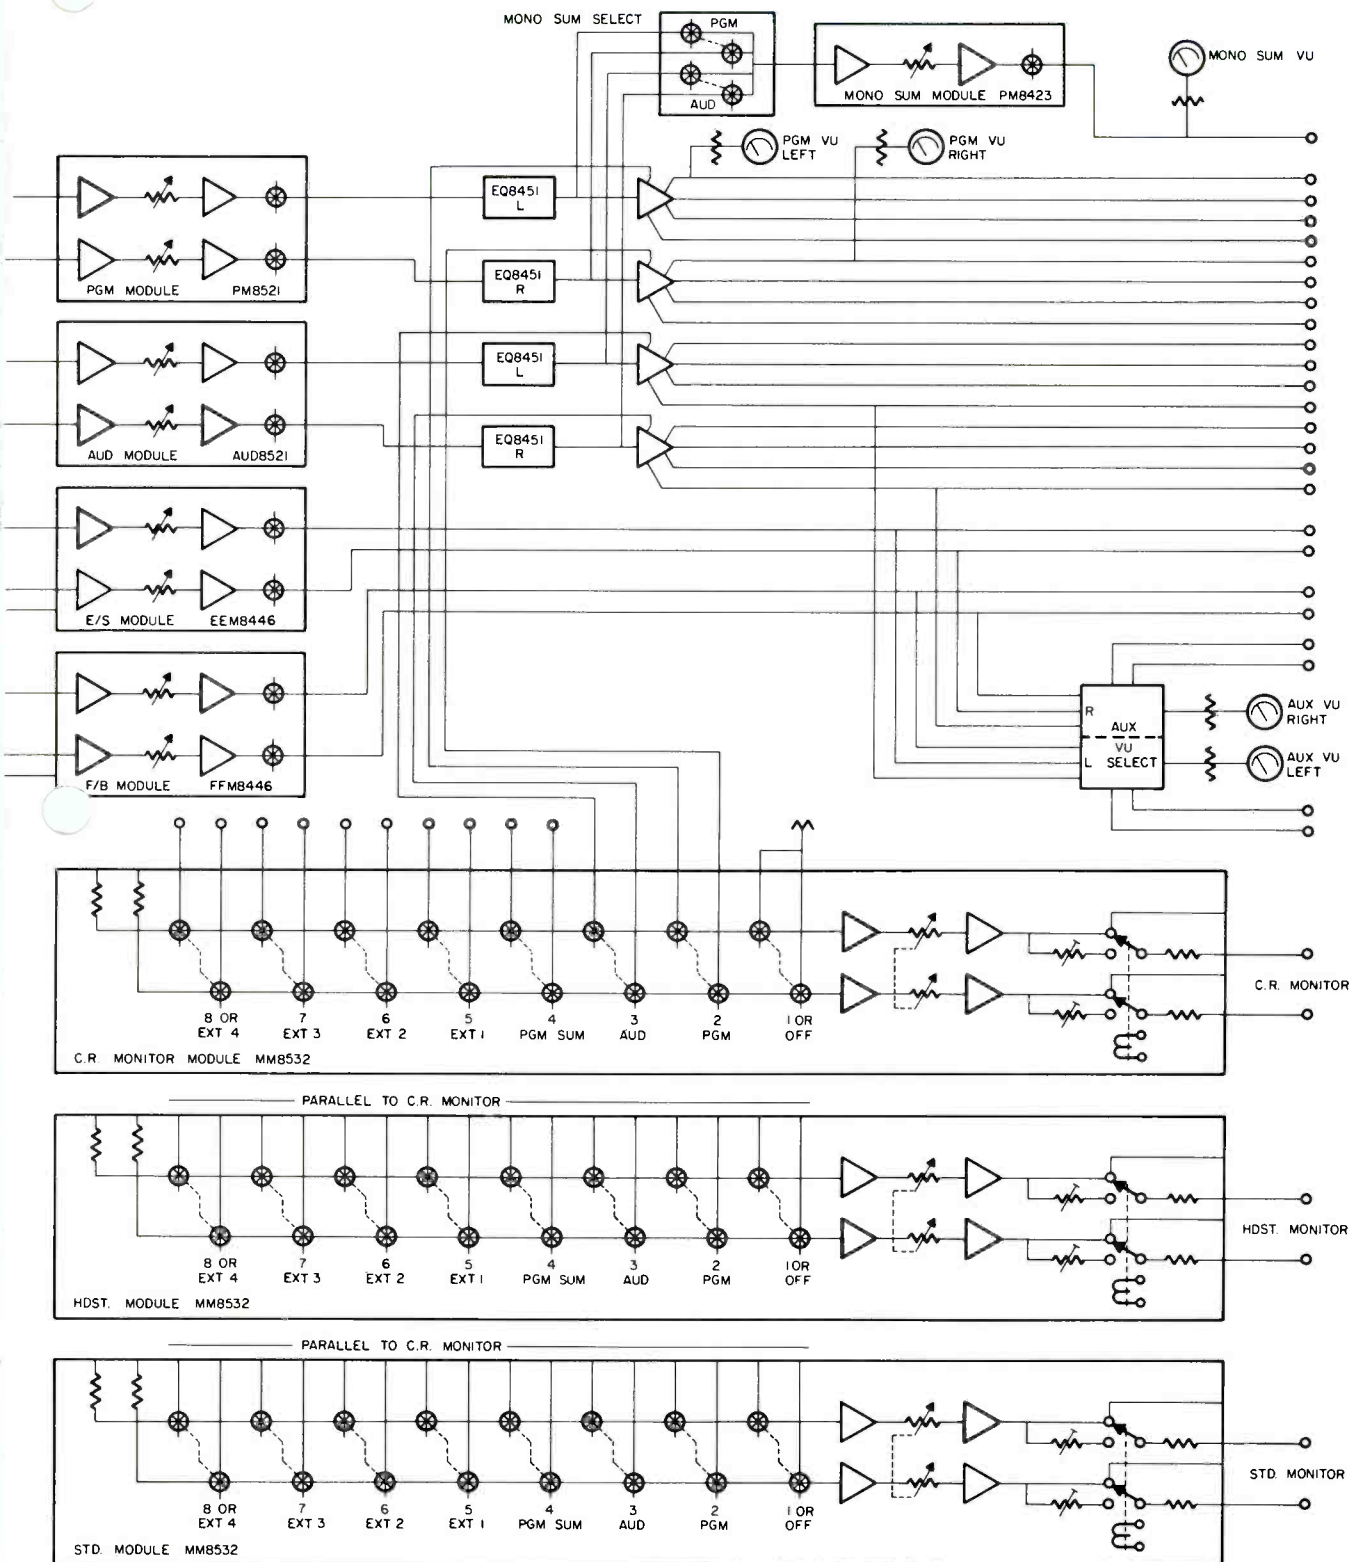 MONO SUM SELECT
PGM
AUD
MONO SUM MODULE PM8423
MONO SUM VU
PGM VU
LEFT
PGM VU
RIGHT
PGM MODULE PM8521
EQ8451
L
EQ8451
R
AUD MODULE AUD8521
EQ8451
L
EQ8451
R
E/S MODULE EEM8446
F/B MODULE FFM8446
R
AUX
VU
L SELECT
AUX VU
RIGHT
AUX VU
LEFT
8 OR
EXT 4
7
EXT 3
6
EXT 2
5
EXT 1
4
PGM SUM
3
AUD
2
PGM
1 OR
OFF
C.R. MONITOR MODULE MM8532
C.R. MONITOR
PARALLEL TO C.R. MONITOR
8 OR
EXT 4
7
EXT 3
6
EXT 2
5
EXT 1
4
PGM SUM
3
AUD
2
PGM
1 OR
OFF
HDST. MODULE MM8532
HDST. MONITOR
PARALLEL TO C.R. MONITOR
8 OR
EXT 4
7
EXT 3
6
EXT 2
5
EXT 1
4
PGM SUM
3
AUD
2
PGM
1 OR
OFF
STD. MODULE MM8532
STD. MONITOR